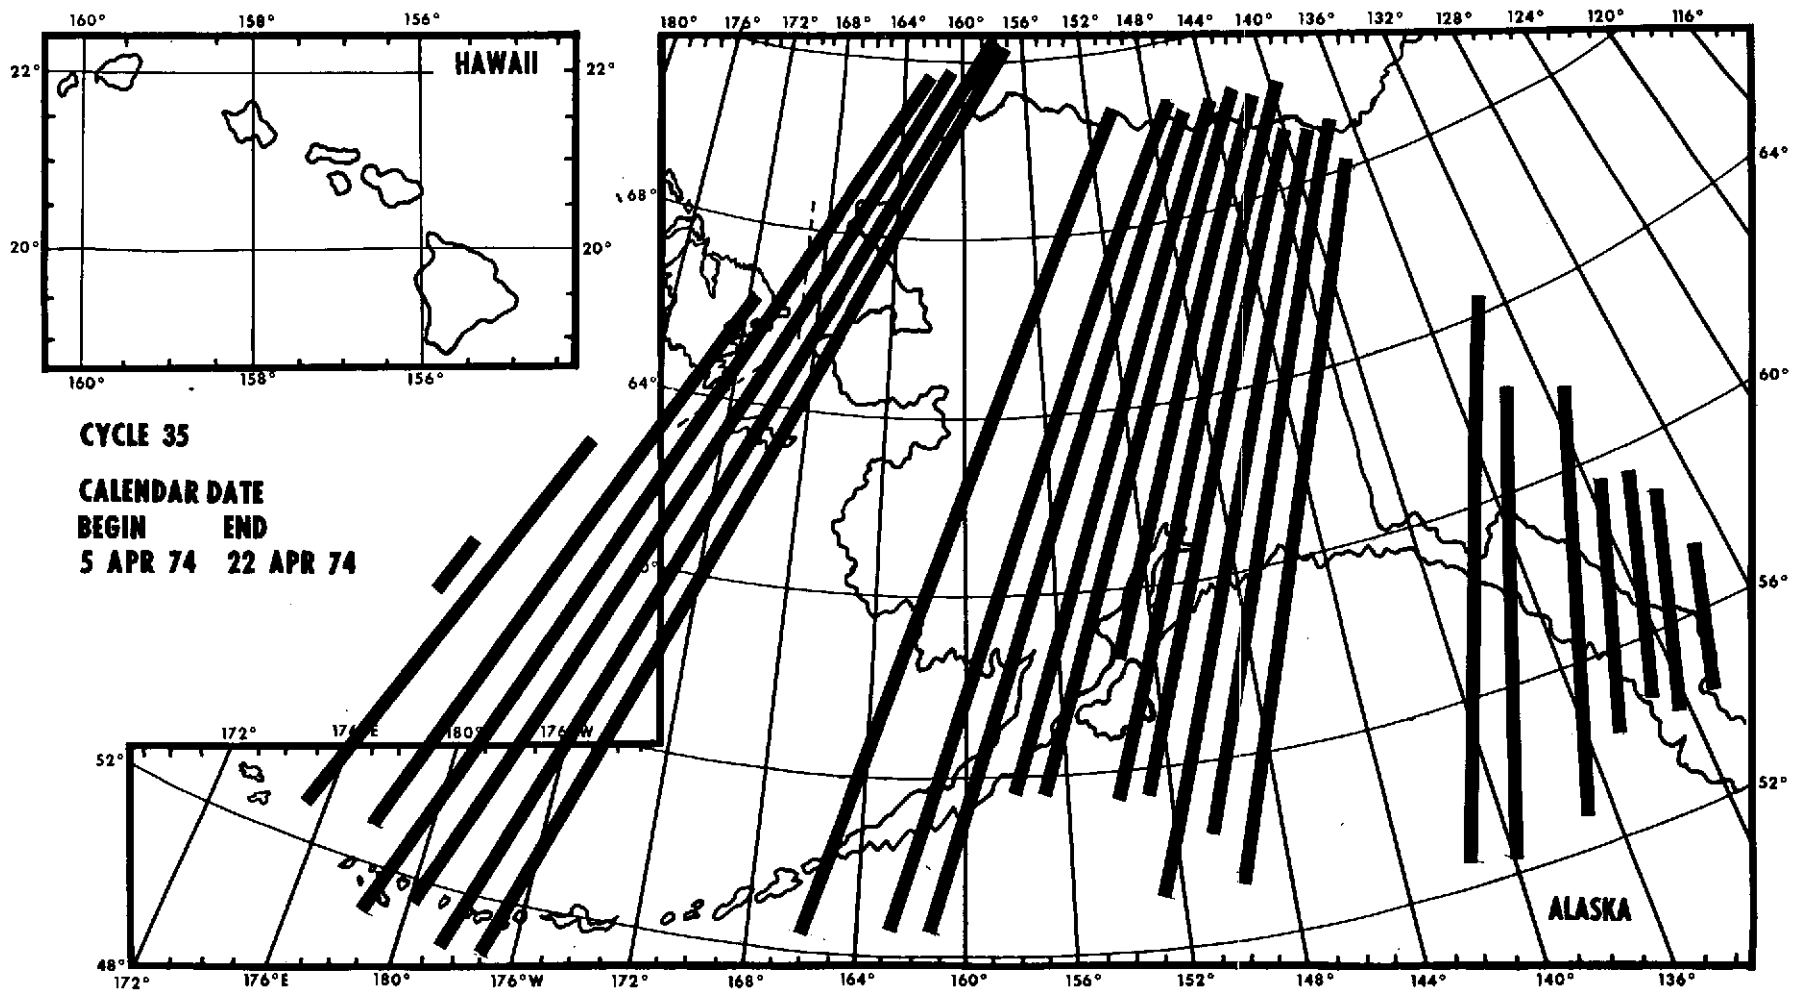 160° 158° 156°
HAWAII
22° 22°
20° 20°
160° 158° 156°
CYCLE 35
CALENDAR DATE
BEGIN END
5 APR 74 22 APR 74
180° 176° 172° 168° 164° 160° 156° 152° 148° 144° 140° 136° 132° 128° 124° 120° 116°
68° 64°
64° 60°
56°
172° 180° W
52° 52°
ALASKA
48°
172° 176°E 180° 176°W 172° 168° 164° 160° 156° 152° 148° 144° 140° 136°